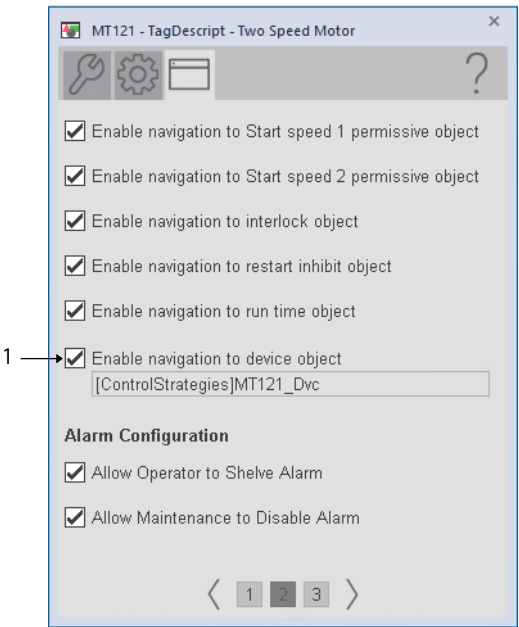 MT121 - TagDescript - Two Speed Motor
Enable navigation to Start speed 1 permissive object
Enable navigation to Start speed 2 permissive object
Enable navigation to interlock object
Enable navigation to restart inhibit object
Enable navigation to run time object
1
Enable navigation to device object
[ControlStrategies]MT121_Dvc
Alarm Configuration
Allow Operator to Shelve Alarm
Allow Maintenance to Disable Alarm
1 2 3